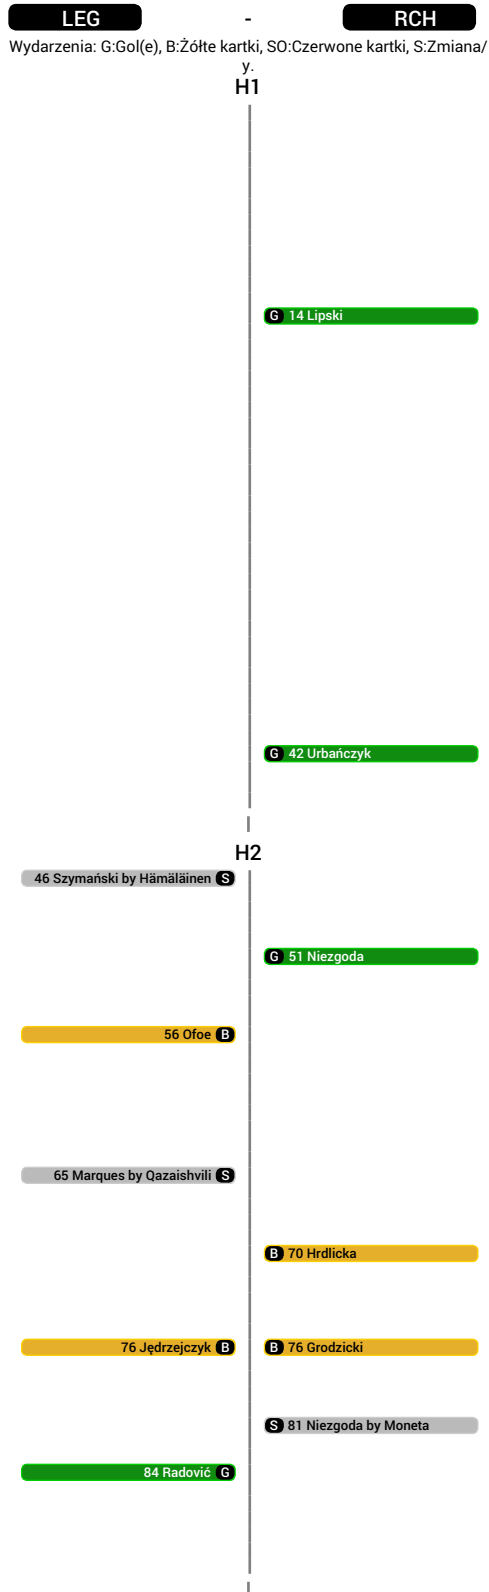 LEG - RCH
Wydarzenia: G:Gol(e), B:Żółte kartki, SO:Czerwone kartki, S:Zmiana/
y.
H1
G 14 Lipski
G 42 Urbańczyk
H2
46 Szymański by Hämäläinen S
G 51 Niezgoda
56 Ofoe B
65 Marques by Qazaishvili S
B 70 Hrdlicka
76 Jędrzejczyk B
B 76 Grodzicki
S 81 Niezgoda by Moneta
84 Radović G